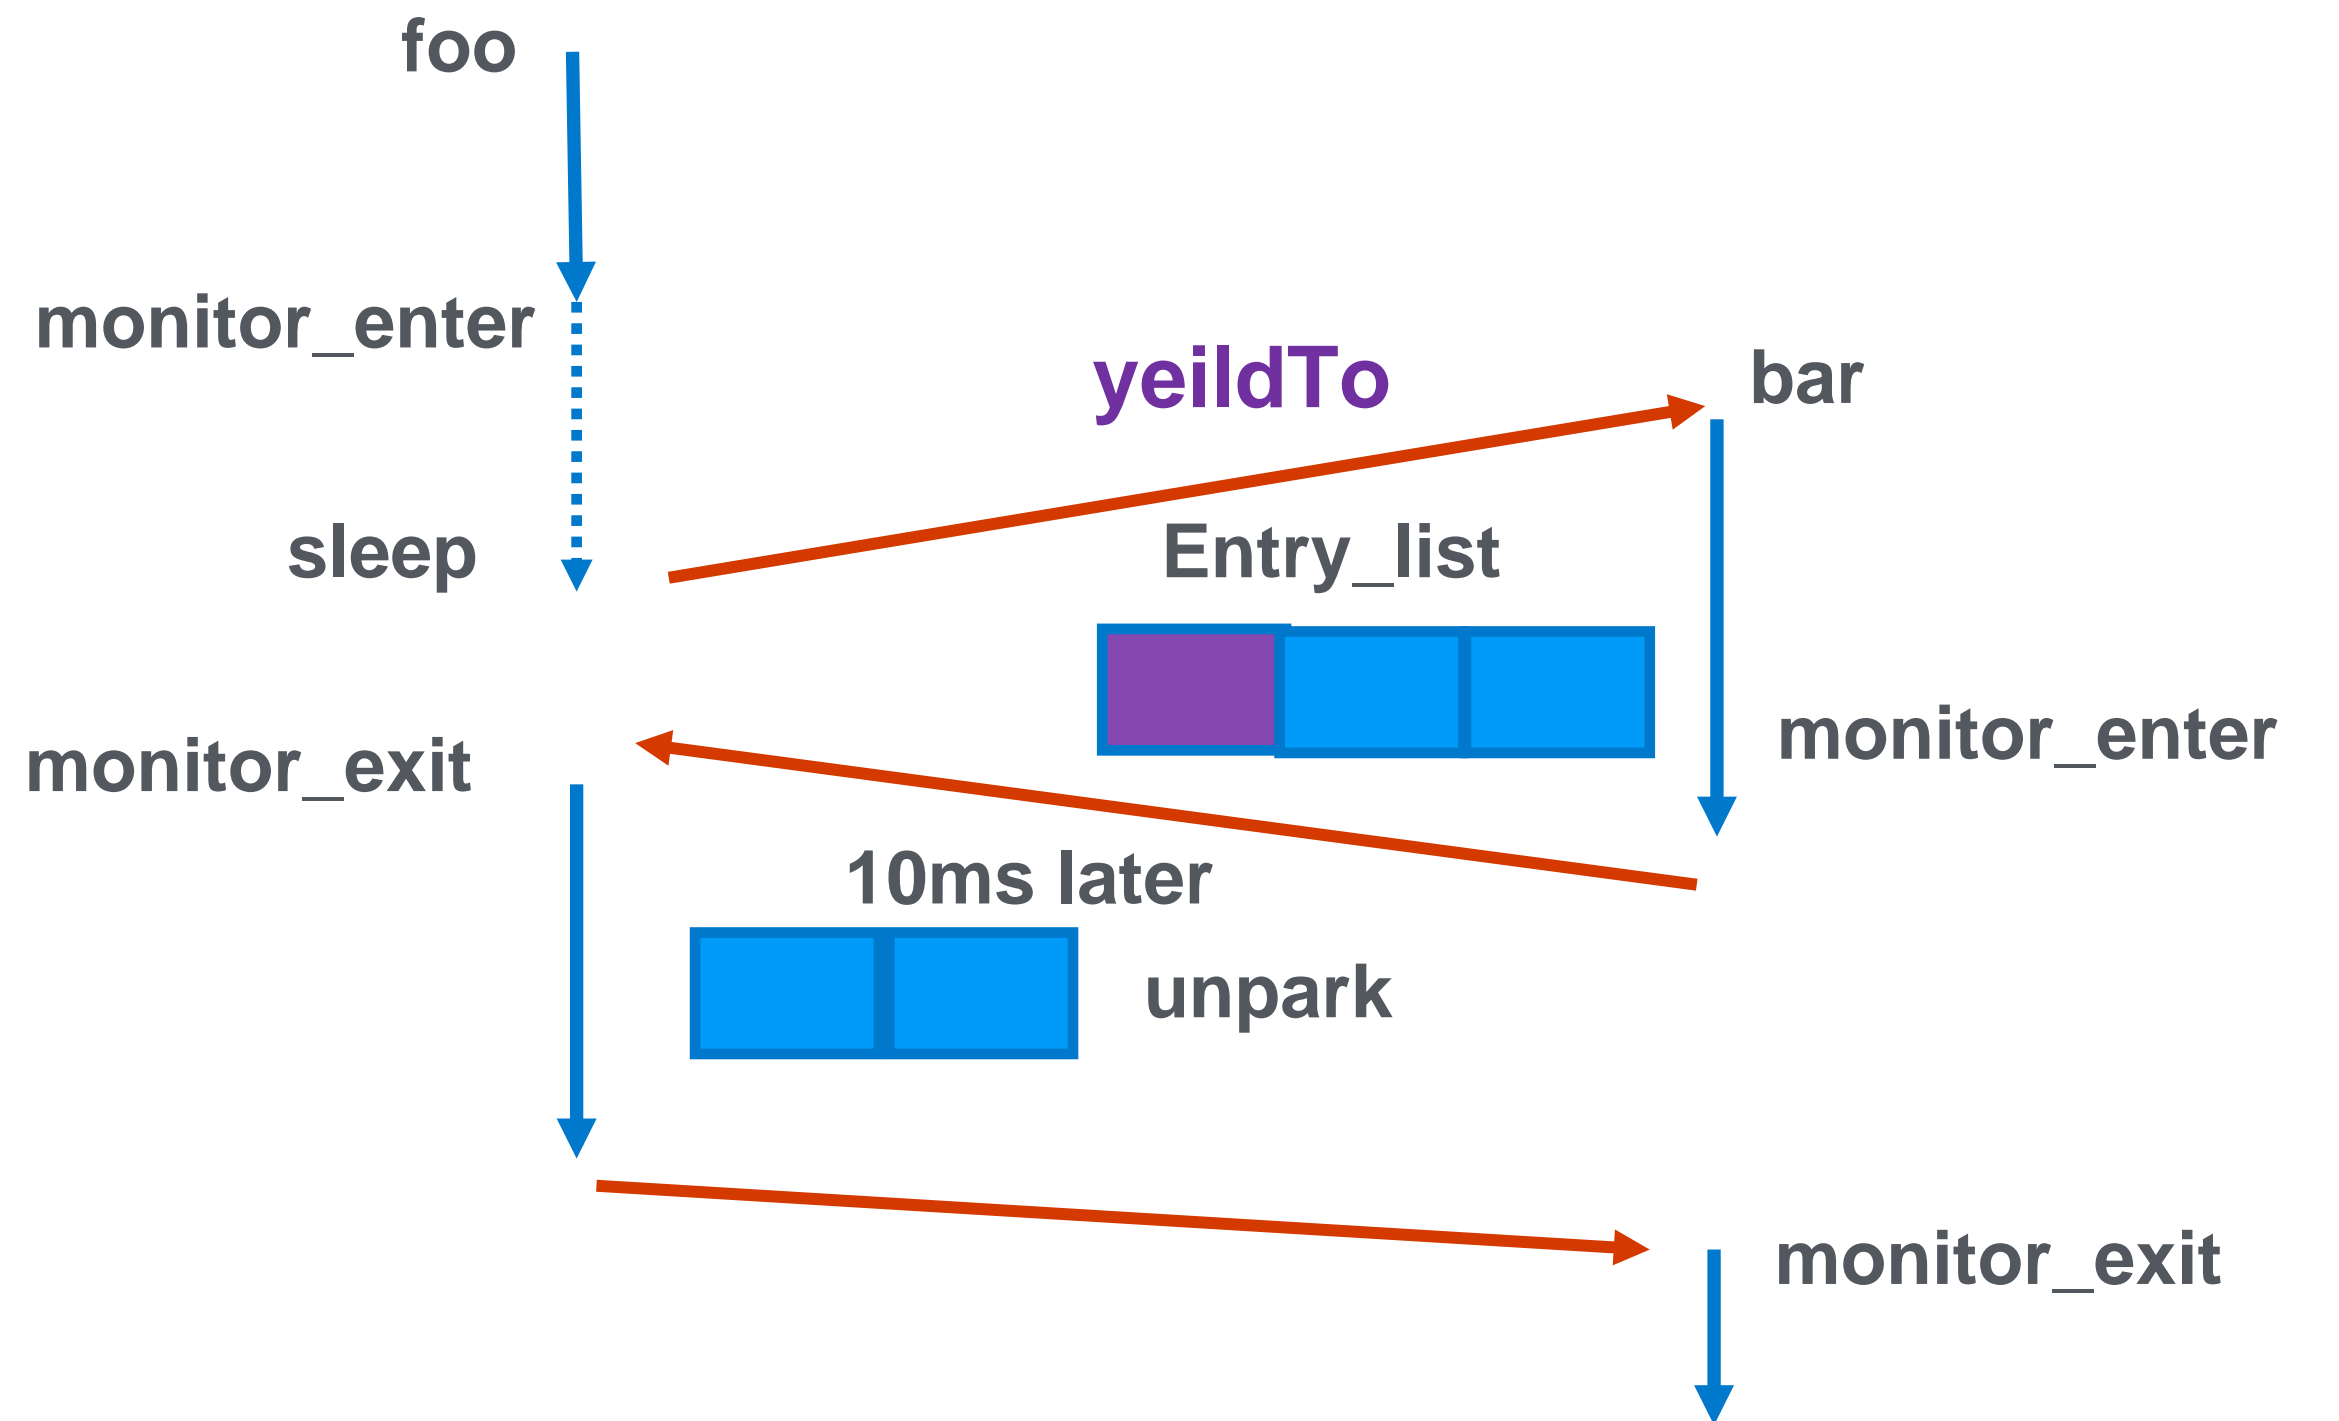 foo
monitor_enter
yeildTo
bar
sleep
Entry_list
monitor_enter
monitor_exit
10ms later
unpark
monitor_exit